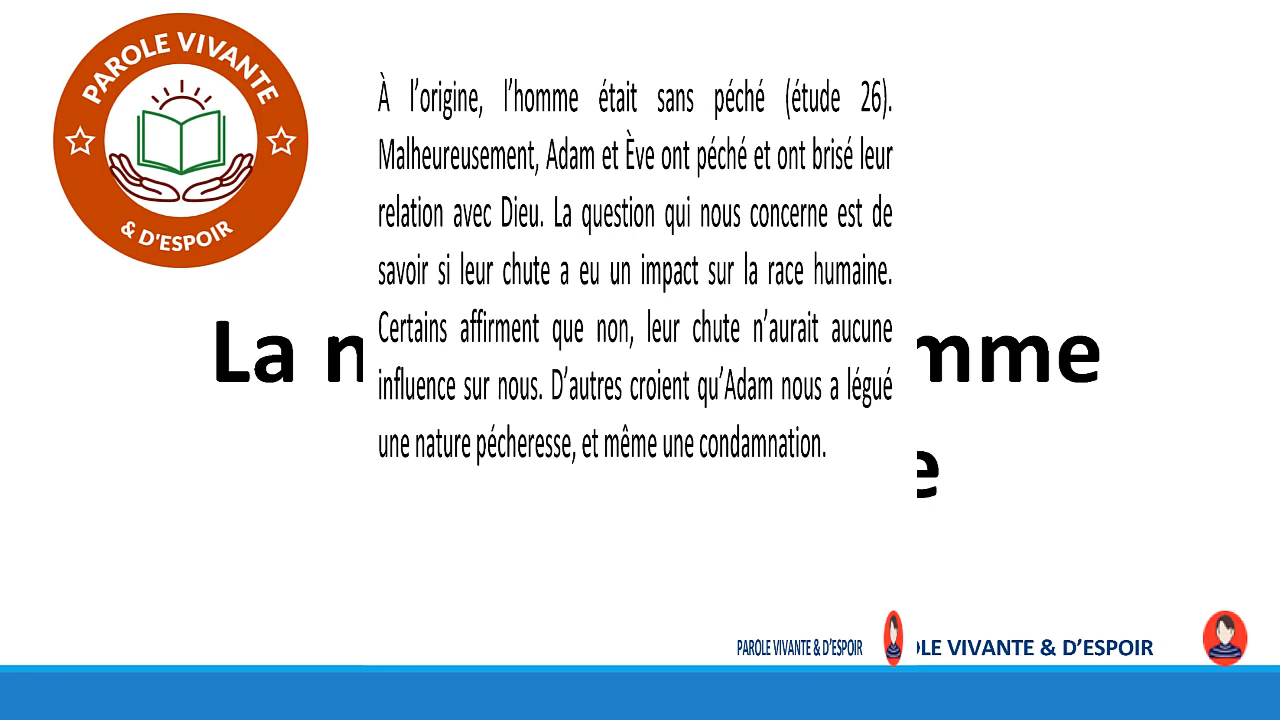 PAROLE VIVANTE
& D'ESPOIR
À l’origine, l’homme était sans péché (étude 26).
Malheureusement, Adam et Ève ont péché et ont brisé leur
relation avec Dieu. La question qui nous concerne est de
savoir si leur chute a eu un impact sur la race humaine.
Certains affirment que non, leur chute n’aurait aucune
influence sur nous. D’autres croient qu’Adam nous a légué
une nature pécheresse, et même une condamnation.
La
PAROLE VIVANTE & D’ESPOIR
VIVANTE & D’ESPOIR